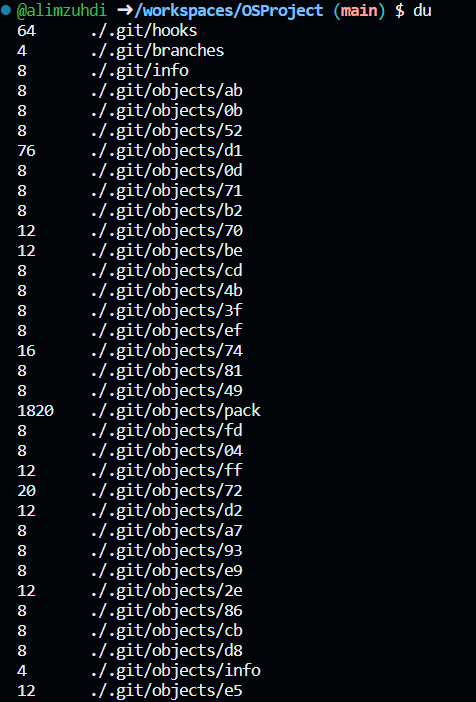 @alimzuhdi ➜/workspaces/OSProject (main) $ du
64 ./.git/hooks
4 ./.git/branches
8 ./.git/info
8 ./.git/objects/ab
8 ./.git/objects/0b
8 ./.git/objects/52
76 ./.git/objects/d1
8 ./.git/objects/0d
8 ./.git/objects/71
8 ./.git/objects/b2
12 ./.git/objects/70
12 ./.git/objects/be
8 ./.git/objects/cd
8 ./.git/objects/4b
8 ./.git/objects/3f
8 ./.git/objects/ef
16 ./.git/objects/74
8 ./.git/objects/81
8 ./.git/objects/49
1820 ./.git/objects/pack
8 ./.git/objects/fd
8 ./.git/objects/04
12 ./.git/objects/ff
20 ./.git/objects/72
12 ./.git/objects/d2
8 ./.git/objects/a7
8 ./.git/objects/93
8 ./.git/objects/e9
12 ./.git/objects/2e
8 ./.git/objects/86
8 ./.git/objects/cb
8 ./.git/objects/d8
4 ./.git/objects/info
12 ./.git/objects/e5